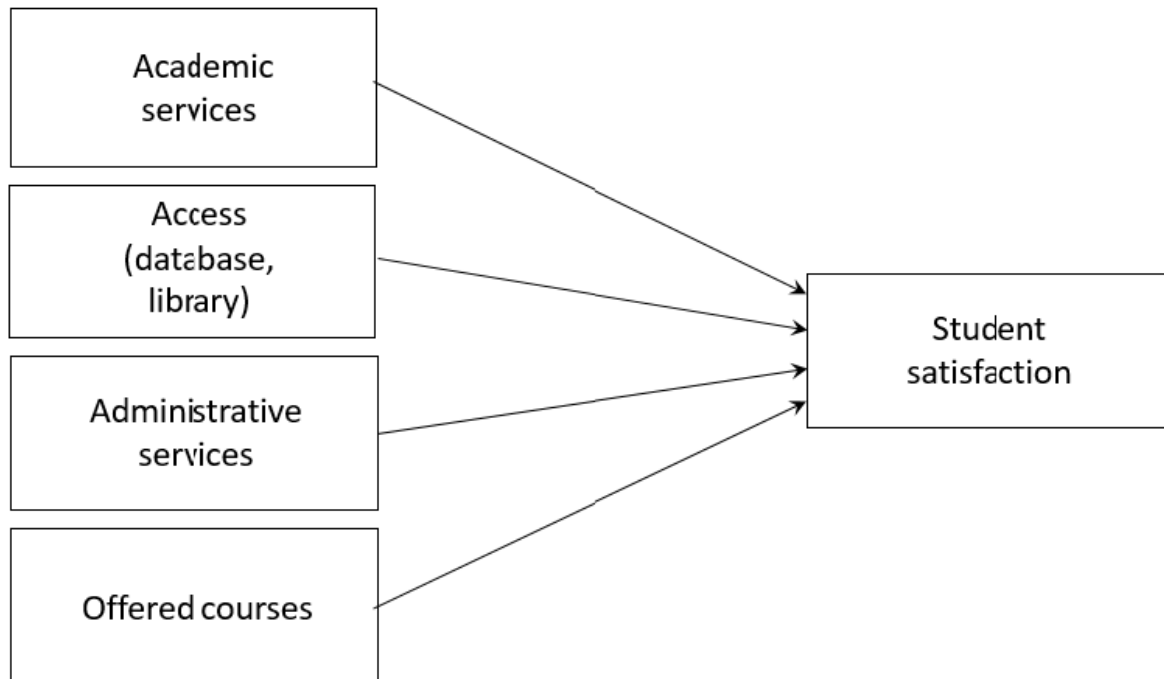 Academic
services
Access
(database,
library)
Administrative
services
Offered courses
Student
satisfaction